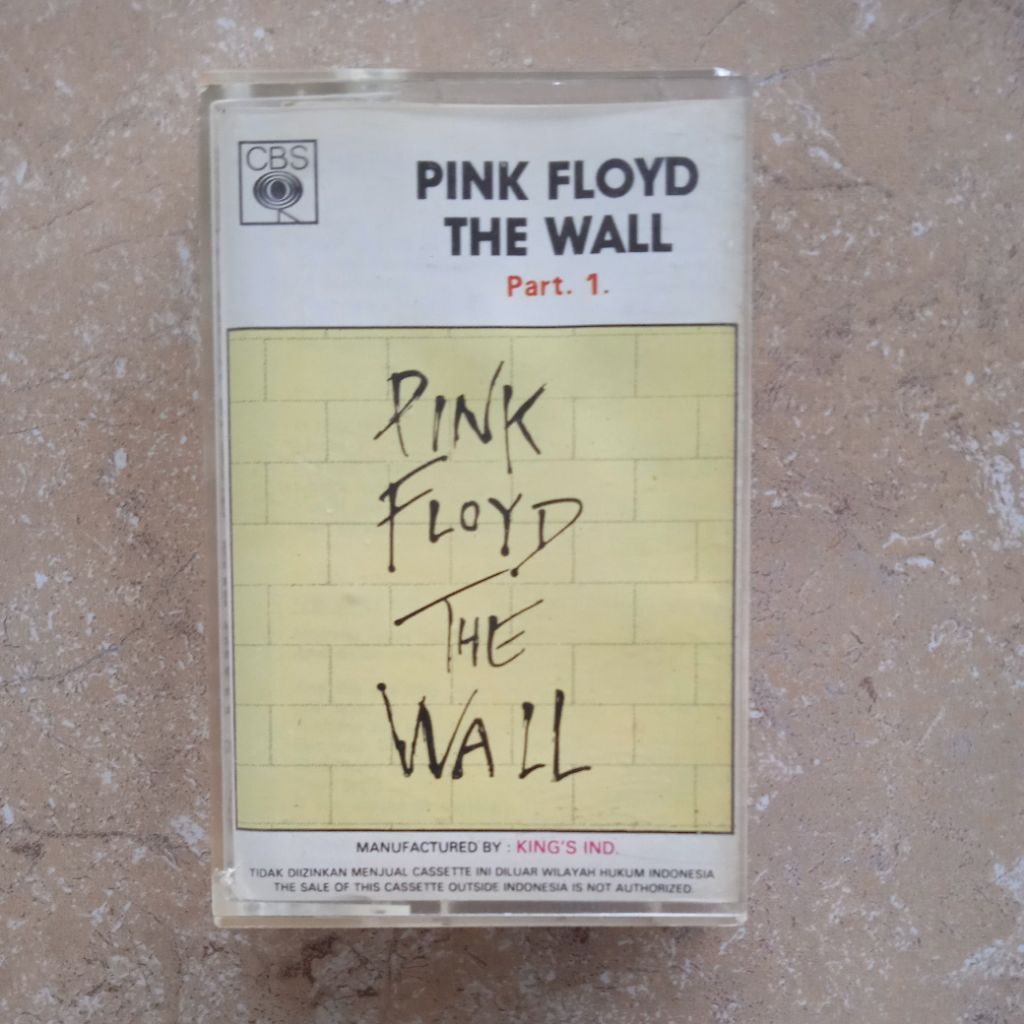 CBS
PINK FLOYD
THE WALL
Part. 1.
PINK
FLOYD
THE
WALL
MANUFACTURED BY : KING'S IND.
TIDAK DIIZINKAN MENJUAL CASSETTE INI DILUAR WILAYAH HUKUM INDONESIA
THE SALE OF THIS CASSETTE OUTSIDE INDONESIA IS NOT AUTHORIZED.